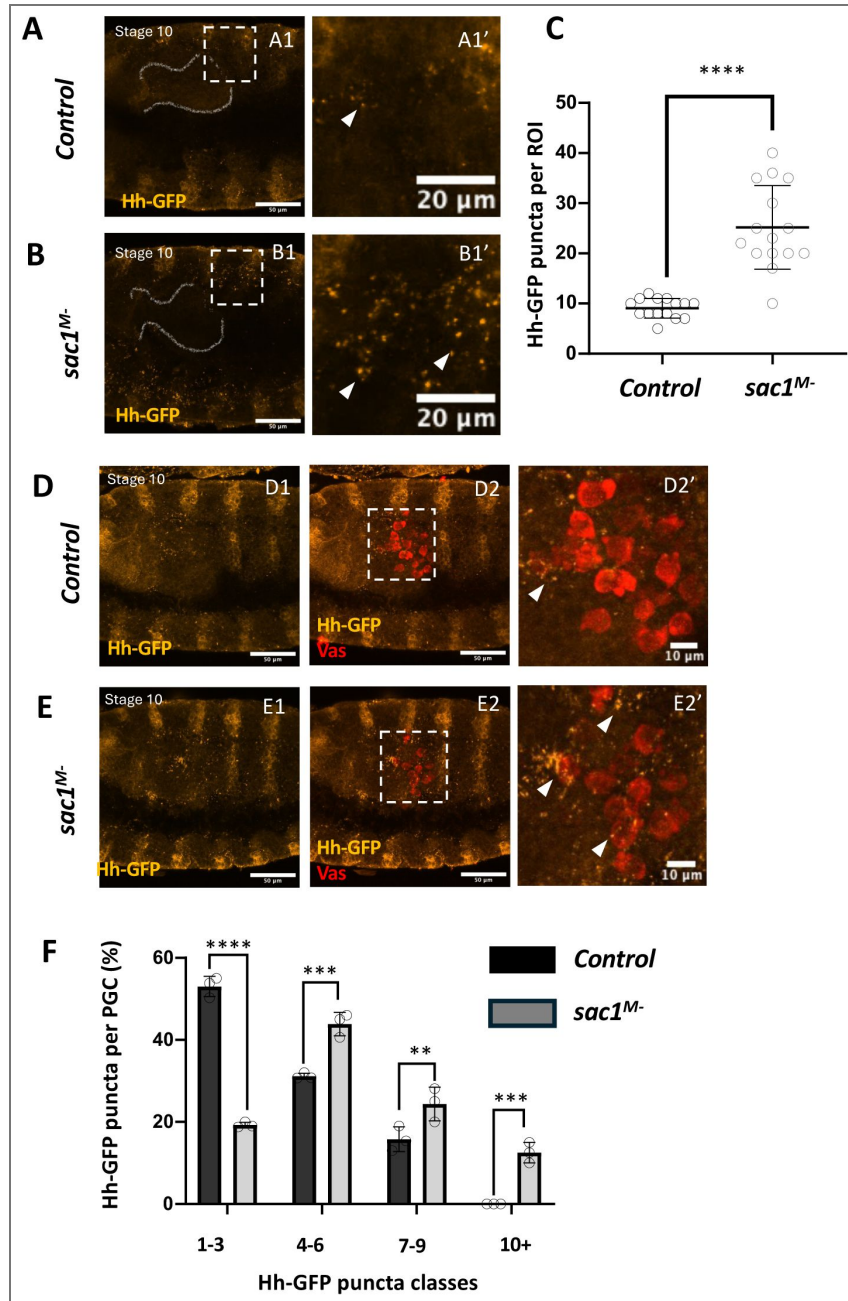 A
Control
Stage 10
A1
Hh-GFP
50 μm
A1’
20 μm
B
sac1M-
Stage 10
B1
Hh-GFP
50 μm
B1’
20 μm
C
****
Hh-GFP puncta per ROI
50
40
30
20
10
0
Control
sac1M-
D
Control
Stage 10
D1
Hh-GFP
50 μm
D2
Hh-GFP
Vas
50 μm
D2’
10 μm
E
sac1M-
Stage 10
E1
Hh-GFP
50 μm
E2
Hh-GFP
Vas
50 μm
E2’
10 μm
F
Hh-GFP puncta per PGC (%)
60
40
20
0
****
***
**
***
Control
sac1M-
1-3
4-6
7-9
10+
Hh-GFP puncta classes